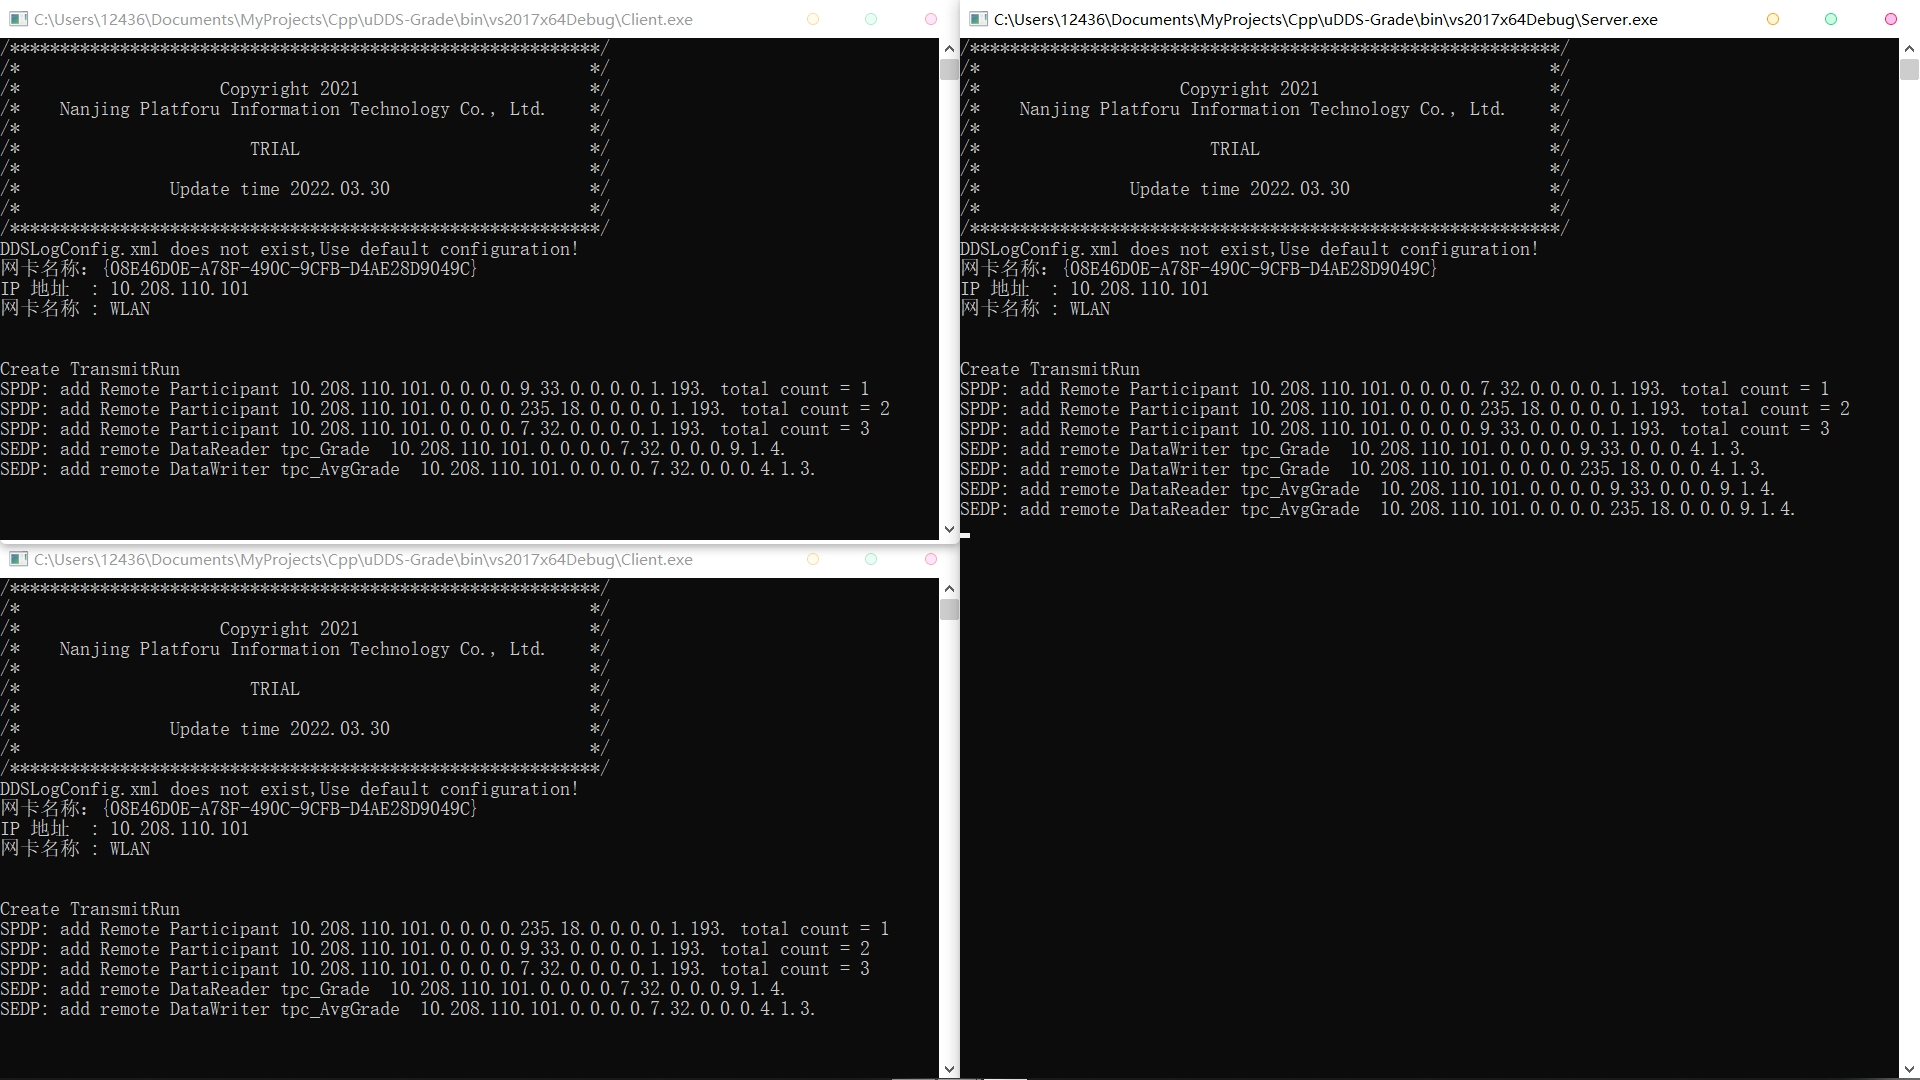 C:\Users\12436\Documents\MyProjects\Cpp\uDDS-Grade\bin\vs2017x64Debug\Client.exe
/***********************************************************/
/* */
/* Copyright 2021 */
/* Nanjing Platforu Information Technology Co., Ltd. */
/* */
/* TRIAL */
/* */
/* Update time 2022.03.30 */
/* */
/***********************************************************/
DDSLogConfig.xml does not exist,Use default configuration!
网卡名称: {08E46D0E-A78F-490C-9CFB-D4AE28D9049C}
IP 地址 : 10.208.110.101
网卡名称 : WLAN
Create TransmitRun
SPDP: add Remote Participant 10.208.110.101.0.0.0.0.9.33.0.0.0.0.1.193. total count = 1
SPDP: add Remote Participant 10.208.110.101.0.0.0.0.235.18.0.0.0.0.1.193. total count = 2
SPDP: add Remote Participant 10.208.110.101.0.0.0.0.7.32.0.0.0.0.1.193. total count = 3
SEDP: add remote DataReader tpc_Grade 10.208.110.101.0.0.0.0.7.32.0.0.0.9.1.4.
SEDP: add remote DataWriter tpc_AvgGrade 10.208.110.101.0.0.0.0.7.32.0.0.0.4.1.3.
C:\Users\12436\Documents\MyProjects\Cpp\uDDS-Grade\bin\vs2017x64Debug\Client.exe
/***********************************************************/
/* */
/* Copyright 2021 */
/* Nanjing Platforu Information Technology Co., Ltd. */
/* */
/* TRIAL */
/* */
/* Update time 2022.03.30 */
/* */
/***********************************************************/
DDSLogConfig.xml does not exist,Use default configuration!
网卡名称: {08E46D0E-A78F-490C-9CFB-D4AE28D9049C}
IP 地址 : 10.208.110.101
网卡名称 : WLAN
Create TransmitRun
SPDP: add Remote Participant 10.208.110.101.0.0.0.0.235.18.0.0.0.0.1.193. total count = 1
SPDP: add Remote Participant 10.208.110.101.0.0.0.0.9.33.0.0.0.0.1.193. total count = 2
SPDP: add Remote Participant 10.208.110.101.0.0.0.0.7.32.0.0.0.0.1.193. total count = 3
SEDP: add remote DataReader tpc_Grade 10.208.110.101.0.0.0.0.7.32.0.0.0.9.1.4.
SEDP: add remote DataWriter tpc_AvgGrade 10.208.110.101.0.0.0.0.7.32.0.0.0.4.1.3.
C:\Users\12436\Documents\MyProjects\Cpp\uDDS-Grade\bin\vs2017x64Debug\Server.exe
/***********************************************************/
/* */
/* Copyright 2021 */
/* Nanjing Platforu Information Technology Co., Ltd. */
/* */
/* TRIAL */
/* */
/* Update time 2022.03.30 */
/* */
/***********************************************************/
DDSLogConfig.xml does not exist,Use default configuration!
网卡名称: {08E46D0E-A78F-490C-9CFB-D4AE28D9049C}
IP 地址 : 10.208.110.101
网卡名称 : WLAN
Create TransmitRun
SPDP: add Remote Participant 10.208.110.101.0.0.0.0.7.32.0.0.0.0.1.193. total count = 1
SPDP: add Remote Participant 10.208.110.101.0.0.0.0.235.18.0.0.0.0.1.193. total count = 2
SPDP: add Remote Participant 10.208.110.101.0.0.0.0.9.33.0.0.0.0.1.193. total count = 3
SEDP: add remote DataWriter tpc_Grade 10.208.110.101.0.0.0.0.9.33.0.0.0.4.1.3.
SEDP: add remote DataWriter tpc_Grade 10.208.110.101.0.0.0.0.235.18.0.0.0.4.1.3.
SEDP: add remote DataReader tpc_AvgGrade 10.208.110.101.0.0.0.0.9.33.0.0.0.9.1.4.
SEDP: add remote DataReader tpc_AvgGrade 10.208.110.101.0.0.0.0.235.18.0.0.0.9.1.4.